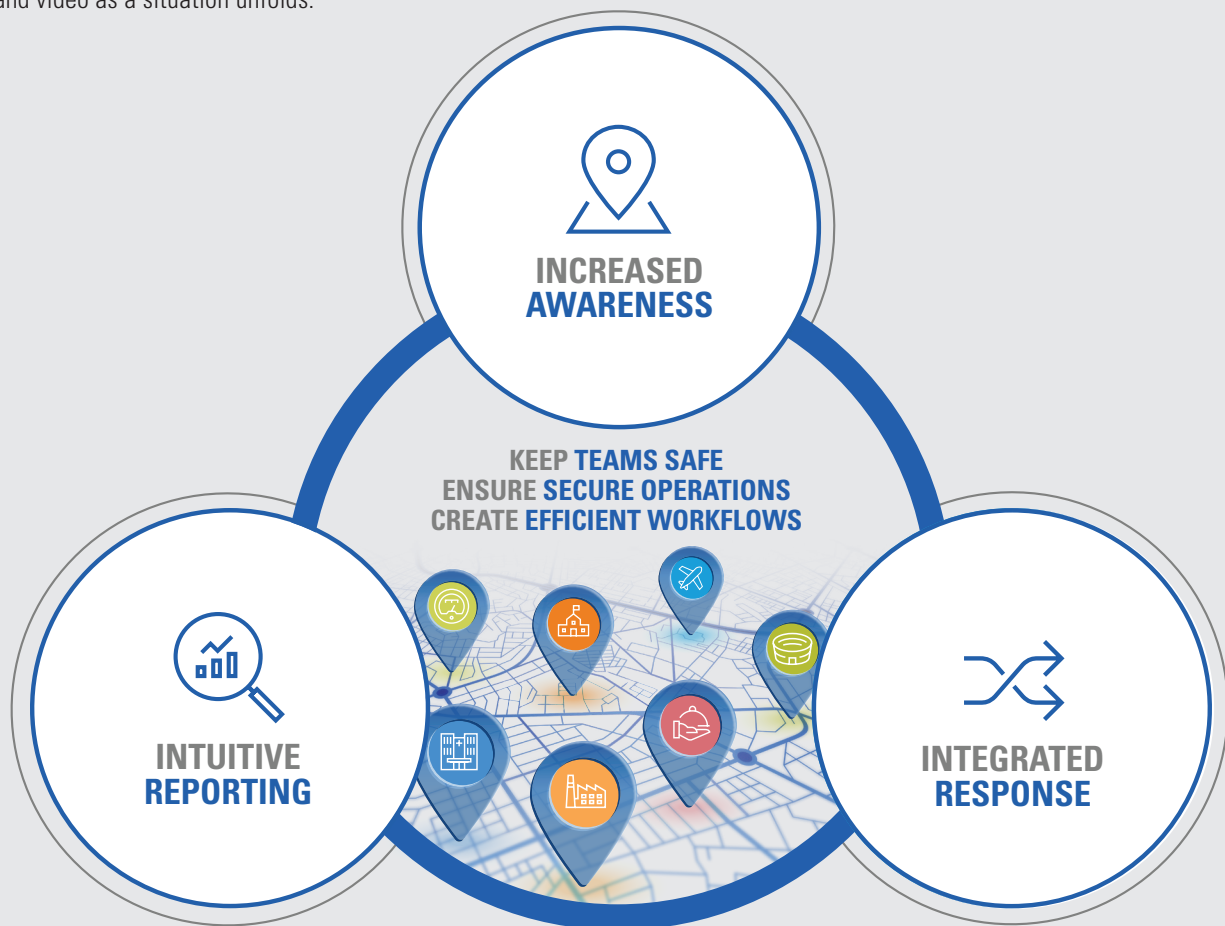 and video as a situation unfolds.
INCREASED
AWARENESS
KEEP TEAMS SAFE
ENSURE SECURE OPERATIONS
CREATE EFFICIENT WORKFLOWS
INTUITIVE
REPORTING
INTEGRATED
RESPONSE